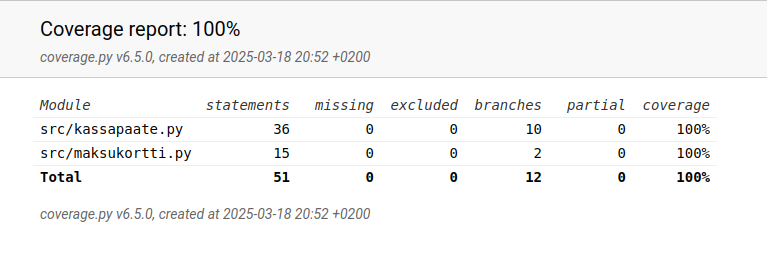 Coverage report: 100%
coverage.py v6.5.0, created at 2025-03-18 20:52 +0200
Module statements missing excluded branches partial coverage
src/kassapaate.py 36 0 0 10 0 100%
src/maksukortti.py 15 0 0 2 0 100%
Total 51 0 0 12 0 100%
coverage.py v6.5.0, created at 2025-03-18 20:52 +0200